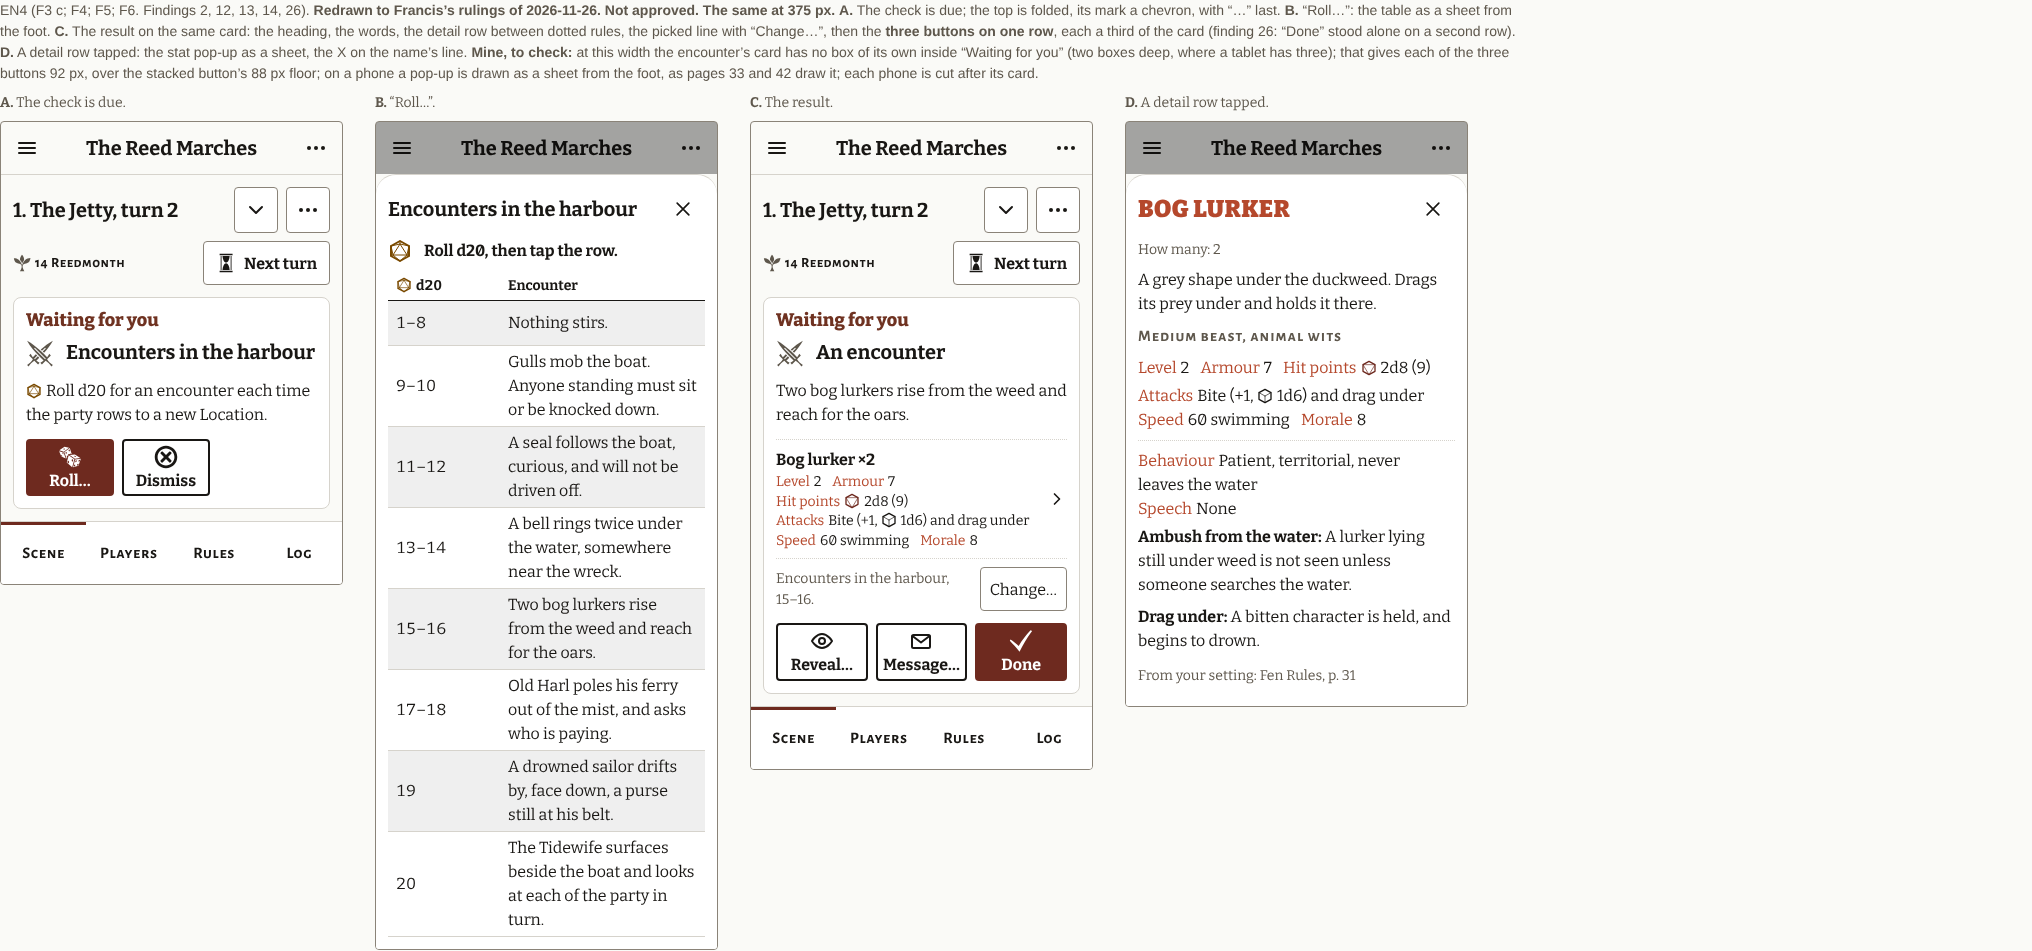 EN4 (F3 c; F4; F5; F6. Findings 2, 12, 13, 14, 26). Redrawn to Francis’s rulings of 2026-11-26. Not approved. The same at 375 px. A. The check is due; the top is folded, its mark a chevron, with “…” last. B. “Roll…”: the table as a sheet from
the foot. C. The result on the same card: the heading, the words, the detail row between dotted rules, the picked line with “Change…”, then the three buttons on one row, each a third of the card (finding 26: “Done” stood alone on a second row).
D. A detail row tapped: the stat pop-up as a sheet, the X on the name’s line. Mine, to check: at this width the encounter’s card has no box of its own inside “Waiting for you” (two boxes deep, where a tablet has three); that gives each of the three
buttons 92 px, over the stacked button’s 88 px floor; on a phone a pop-up is drawn as a sheet from the foot, as pages 33 and 42 draw it; each phone is cut after its card.
A. The check is due.
The Reed Marches
1. The Jetty, turn 2
14 Reedmonth
Next turn
Waiting for you
Encounters in the harbour
Roll d20 for an encounter each time
the party rows to a new Location.
Roll…
Dismiss
Scene
Players
Rules
Log
B. “Roll…”.
The Reed Marches
Encounters in the harbour
Roll d20, then tap the row.
d20
Encounter
1–8
Nothing stirs.
9–10
Gulls mob the boat.
Anyone standing must sit
or be knocked down.
11–12
A seal follows the boat,
curious, and will not be
driven off.
13–14
A bell rings twice under
the water, somewhere
near the wreck.
15–16
Two bog lurkers rise
from the weed and reach
for the oars.
17–18
Old Harl poles his ferry
out of the mist, and asks
who is paying.
19
A drowned sailor drifts
by, face down, a purse
still at his belt.
20
The Tidewife surfaces
beside the boat and looks
at each of the party in
turn.
C. The result.
The Reed Marches
1. The Jetty, turn 2
14 Reedmonth
Next turn
Waiting for you
An encounter
Two bog lurkers rise from the weed and
reach for the oars.
Bog lurker ×2
Level 2 Armour 7
Hit points 2d8 (9)
Attacks Bite (+1, 1d6) and drag under
Speed 60 swimming Morale 8
Encounters in the harbour,
15–16.
Change…
Reveal…
Message…
Done
Scene
Players
Rules
Log
D. A detail row tapped.
The Reed Marches
BOG LURKER
How many: 2
A grey shape under the duckweed. Drags
its prey under and holds it there.
Medium beast, animal wits
Level 2 Armour 7 Hit points 2d8 (9)
Attacks Bite (+1, 1d6) and drag under
Speed 60 swimming Morale 8
Behaviour Patient, territorial, never
leaves the water
Speech None
Ambush from the water: A lurker lying
still under weed is not seen unless
someone searches the water.
Drag under: A bitten character is held, and
begins to drown.
From your setting: Fen Rules, p. 31